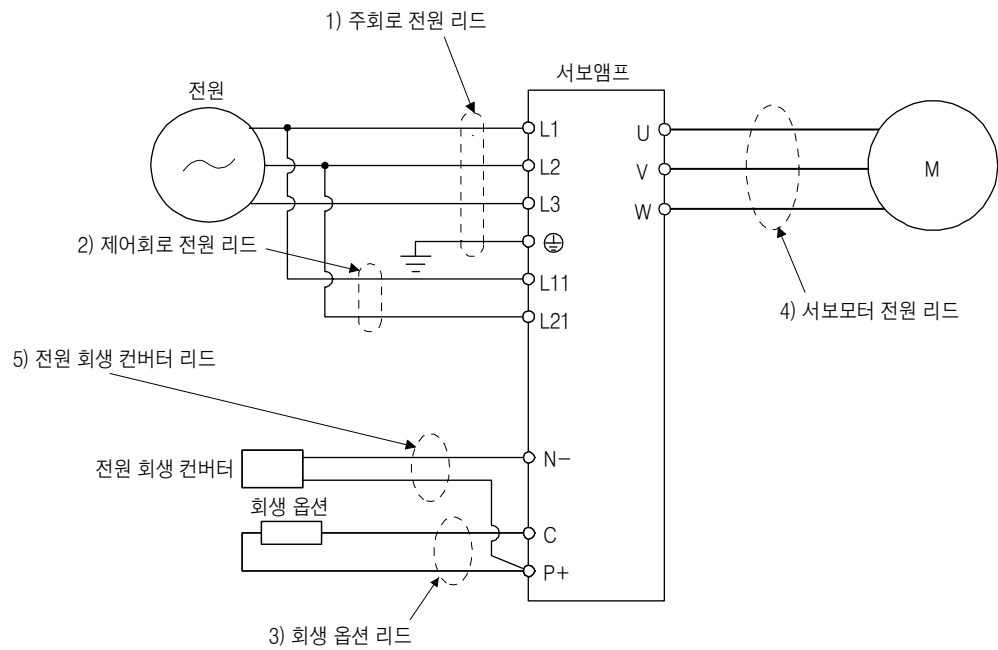 1) 주회로 전원 리드
서보앰프
전원
L1
U
L2
V
M
L3
W
2) 제어회로 전원 리드
L11
L21
4) 서보모터 전원 리드
5) 전원 회생 컨버터 리드
N−
전원 회생 컨버터
회생 옵션
C
P+
3) 회생 옵션 리드